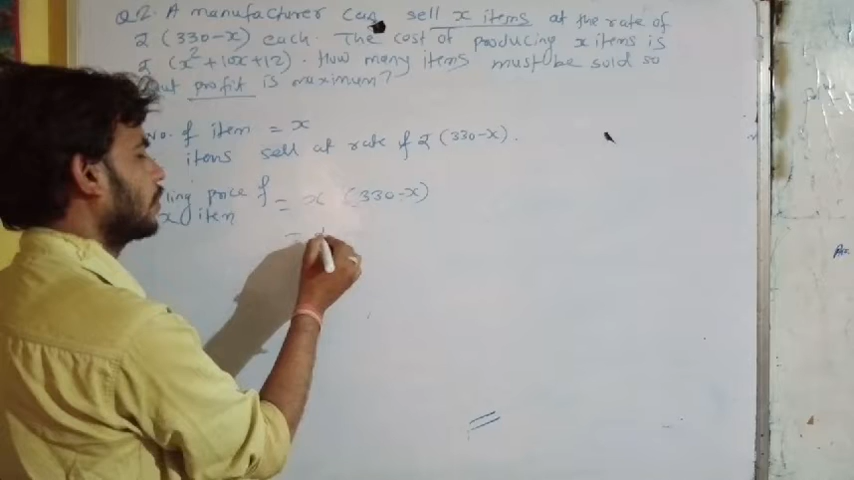 Q2. A manufacturer can sell x items at the rate of
₹ (330-x) each. The cost of producing x items is
₹ (x²+10x+12). How many items must be sold so
profit is maximum?
No. of item = x
items sell at rate of ₹ (330-x).
price of
x item = x (330-x)
=